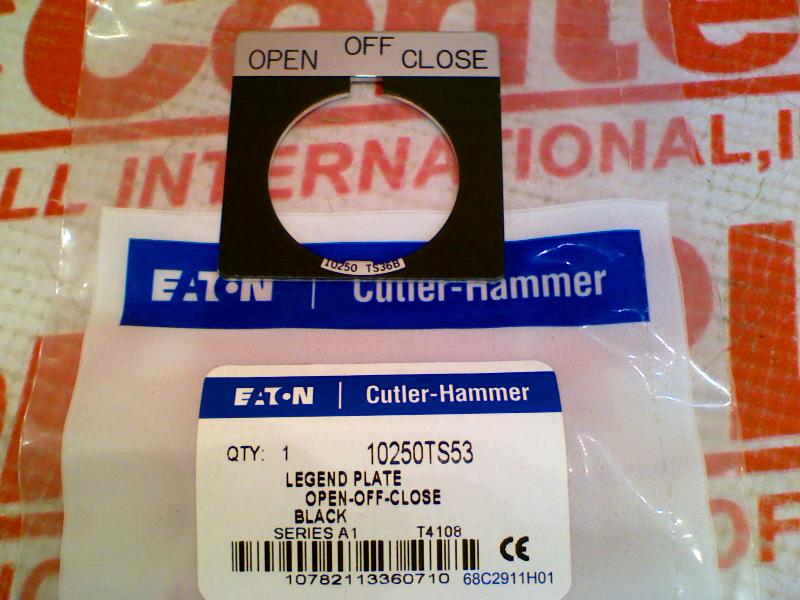 OPEN OFF CLOSE
ALL INTERNATIONAL, I
10250 TS36B
EATON | Cutler-Hammer
EATON | Cutler-Hammer
QTY: 1 10250TS53
LEGEND PLATE
OPEN-OFF-CLOSE
BLACK
SERIES A1 T4108
CE
10782113360710 68C2911H01